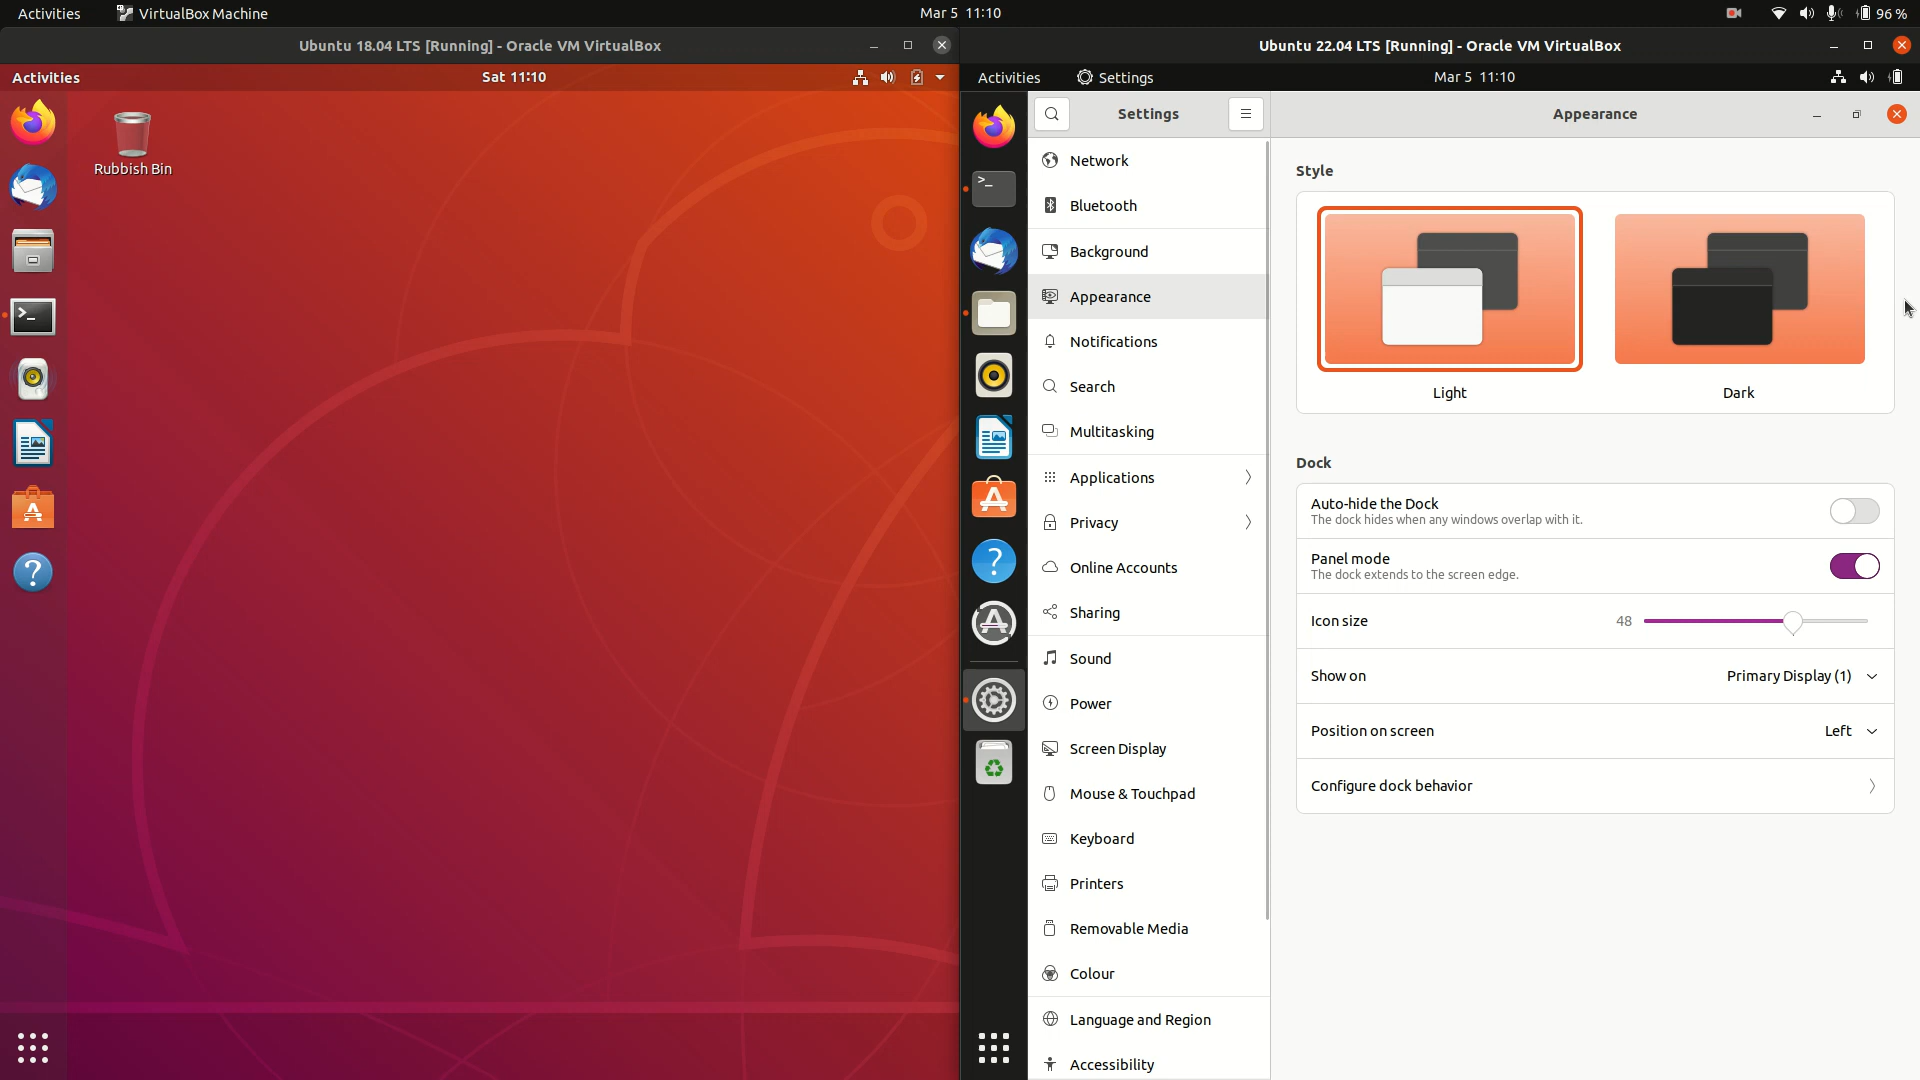 Activities
VirtualBox Machine
Mar 5 11:10
96 %
Ubuntu 18.04 LTS [Running] - Oracle VM VirtualBox
Activities
Sat 11:10
Rubbish Bin
Ubuntu 22.04 LTS [Running] - Oracle VM VirtualBox
Activities
Settings
Mar 5 11:10
Settings
Network
Bluetooth
Background
Appearance
Notifications
Search
Multitasking
Applications
Privacy
Online Accounts
Sharing
Sound
Power
Screen Display
Mouse & Touchpad
Keyboard
Printers
Removable Media
Colour
Language and Region
Accessibility
Appearance
Style
Light
Dark
Dock
Auto-hide the Dock
The dock hides when any windows overlap with it.
Panel mode
The dock extends to the screen edge.
Icon size
48
Show on
Primary Display (1)
Position on screen
Left
Configure dock behavior